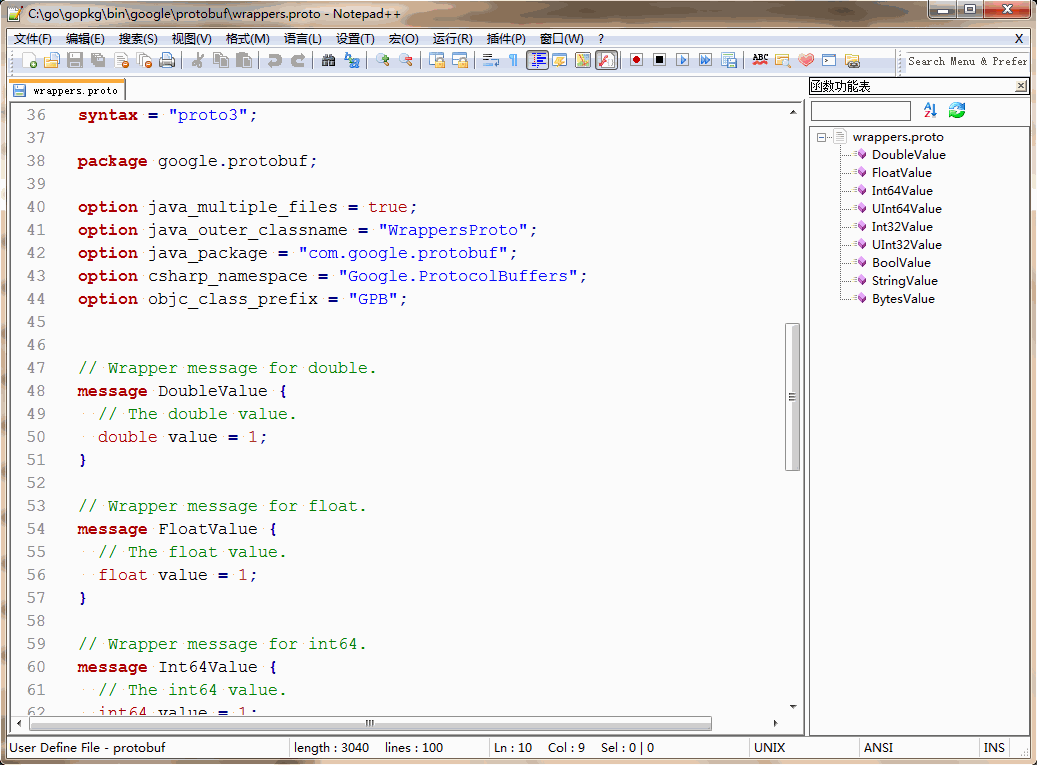 C:\go\gopkg\bin\google\protobuf\wrappers.proto - Notepad++
文件(F) 编辑(E) 搜索(S) 视图(V) 格式(M) 语言(L) 设置(T) 宏(O) 运行(R) 插件(P) 窗口(W) ? X
ABC Search Menu & Prefer
wrappers.proto
36 syntax = "proto3";
37
38 package google.protobuf;
39
40 option java_multiple_files = true;
41 option java_outer_classname = "WrappersProto";
42 option java_package = "com.google.protobuf";
43 option csharp_namespace = "Google.ProtocolBuffers";
44 option objc_class_prefix = "GPB";
45
46
47 // Wrapper message for double.
48 message DoubleValue {
49 // The double value.
50 double value = 1;
51 }
52
53 // Wrapper message for float.
54 message FloatValue {
55 // The float value.
56 float value = 1;
57 }
58
59 // Wrapper message for int64.
60 message Int64Value {
61 // The int64 value.
62 int64 value = 1;
函数功能表
wrappers.proto
DoubleValue
FloatValue
Int64Value
UInt64Value
Int32Value
UInt32Value
BoolValue
StringValue
BytesValue
User Define File - protobuf length : 3040 lines : 100 Ln : 10 Col : 9 Sel : 0 | 0 UNIX ANSI INS